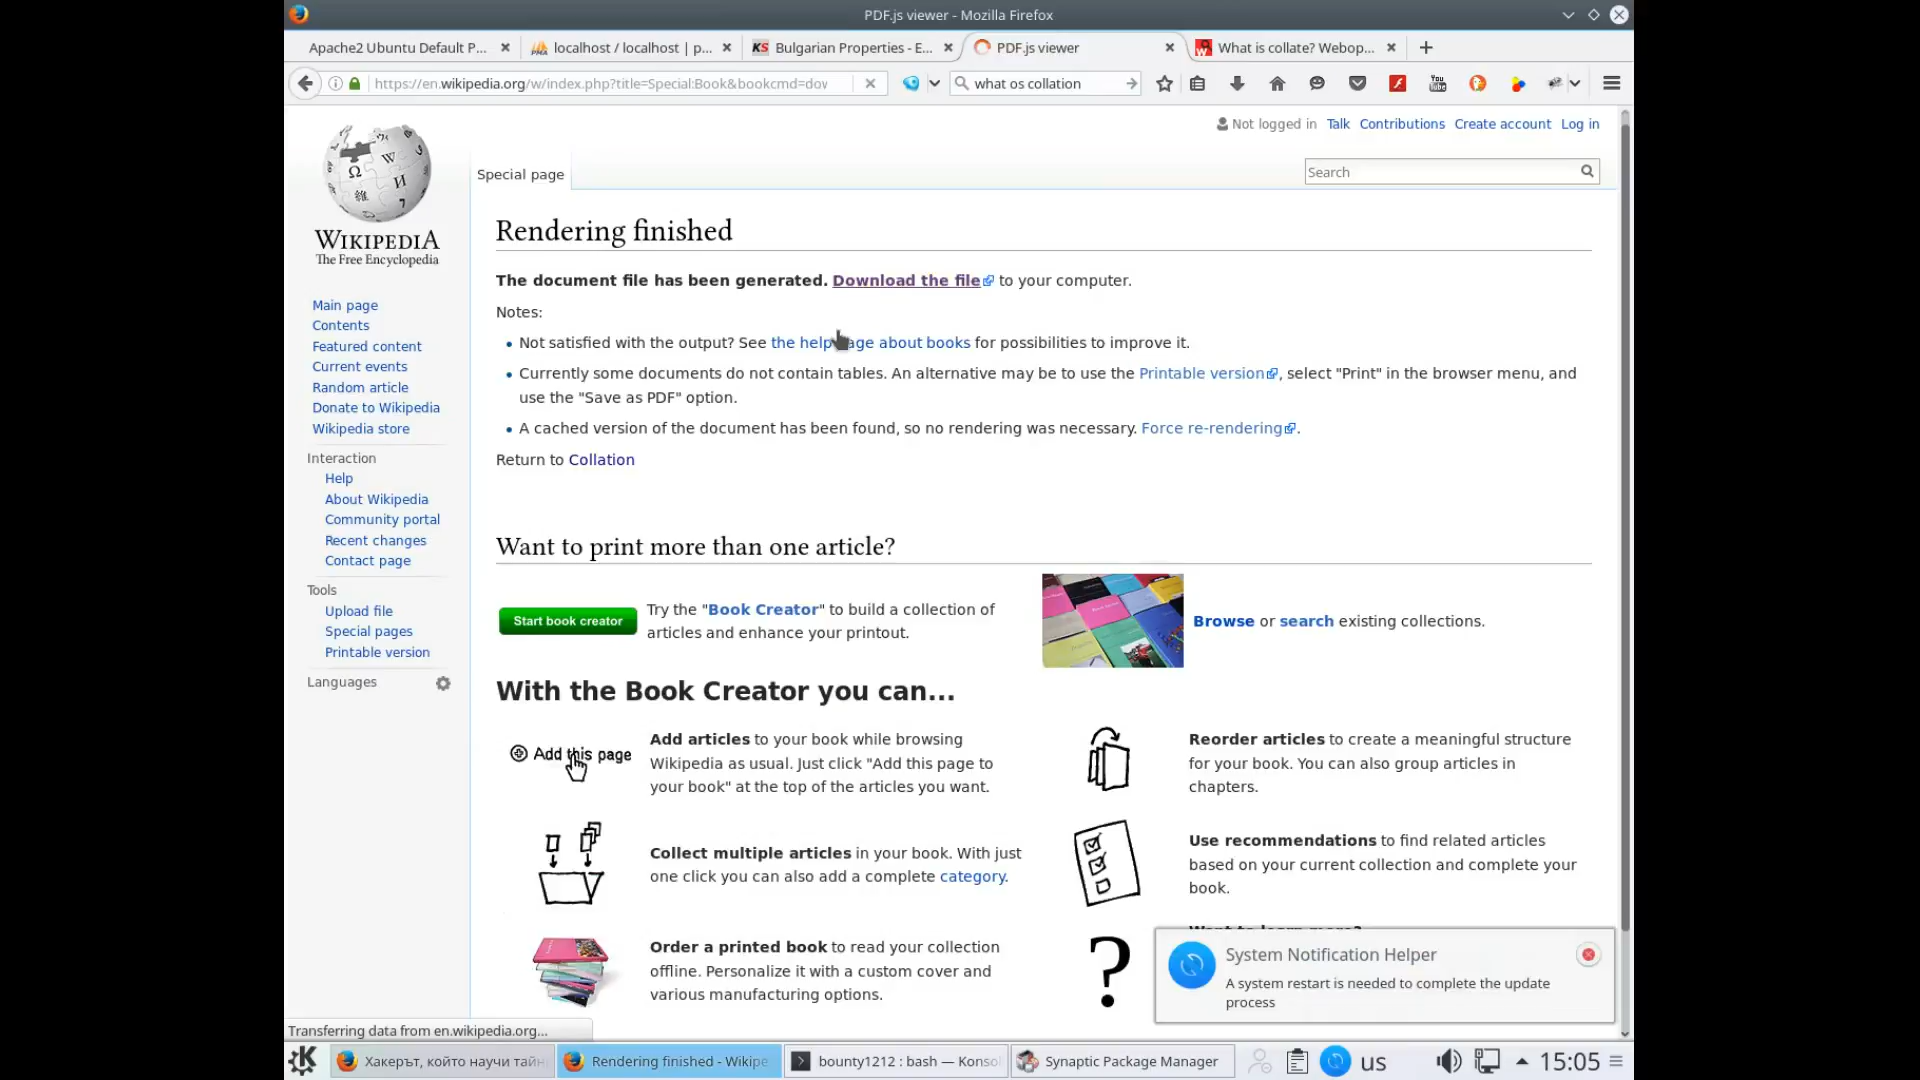 PDF.js viewer - Mozilla Firefox
Apache2 Ubuntu Default P...
localhost / localhost | p...
KS Bulgarian Properties - E...
PDF.js viewer
What is collate? Webop...
https://en.wikipedia.org/w/index.php?title=Special:Book&bookcmd=dow
what os collation
Not logged in Talk Contributions Create account Log in
Special page
Search
WIKIPEDIA
The Free Encyclopedia
Main page
Contents
Featured content
Current events
Random article
Donate to Wikipedia
Wikipedia store
Interaction
Help
About Wikipedia
Community portal
Recent changes
Contact page
Tools
Upload file
Special pages
Printable version
Languages
Rendering finished
The document file has been generated. Download the file to your computer.
Notes:
Not satisfied with the output? See the help page about books for possibilities to improve it.
Currently some documents do not contain tables. An alternative may be to use the Printable version, select "Print" in the browser menu, and
use the "Save as PDF" option.
A cached version of the document has been found, so no rendering was necessary. Force re-rendering.
Return to Collation
Want to print more than one article?
Start book creator
Try the "Book Creator" to build a collection of
articles and enhance your printout.
Browse or search existing collections.
With the Book Creator you can...
Add this page
Add articles to your book while browsing
Wikipedia as usual. Just click "Add this page to
your book" at the top of the articles you want.
Reorder articles to create a meaningful structure
for your book. You can also group articles in
chapters.
Collect multiple articles in your book. With just
one click you can also add a complete category.
Use recommendations to find related articles
based on your current collection and complete your
book.
Order a printed book to read your collection
offline. Personalize it with a custom cover and
various manufacturing options.
?
Want to learn more?
System Notification Helper
A system restart is needed to complete the update
process
Transferring data from en.wikipedia.org...
Хакерът, който научи тайн
Rendering finished - Wikipe
bounty1212 : bash — Konso
Synaptic Package Manager
us
15:05